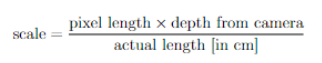 scale = pixel length × depth from camera / actual length [in cm]